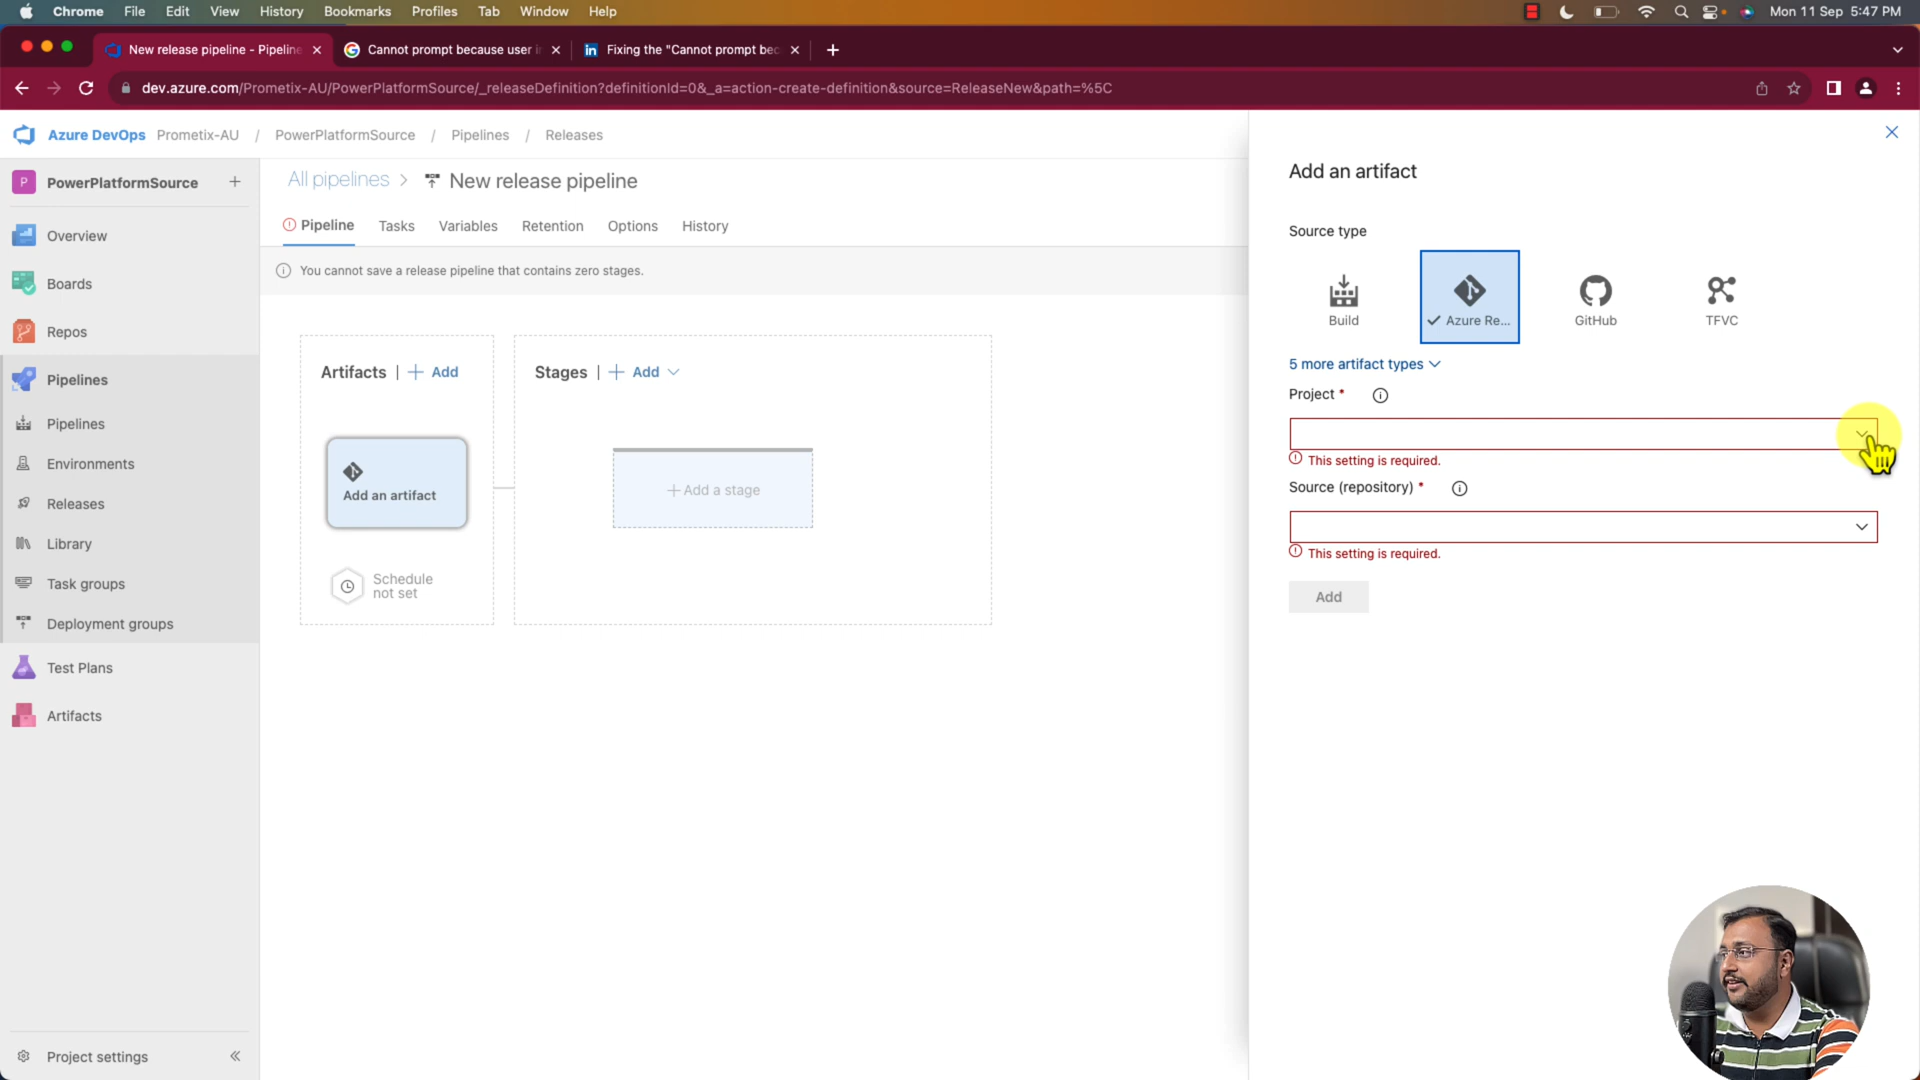 Chrome File Edit View History Bookmarks Profiles Tab Window Help Mon 11 Sep 5:47 PM
New release pipeline - Pipeline Cannot prompt because user i Fixing the "Cannot prompt bec
dev.azure.com/Prometix-AU/PowerPlatformSource/_releaseDefinition?definitionId=0&_a=action-create-definition&source=ReleaseNew&path=%5C
Azure DevOps Prometix-AU / PowerPlatformSource / Pipelines / Releases
P PowerPlatformSource +
Overview
Boards
Repos
Pipelines
Pipelines
Environments
Releases
Library
Task groups
Deployment groups
Test Plans
Artifacts
Project settings
All pipelines > New release pipeline
Pipeline Tasks Variables Retention Options History
You cannot save a release pipeline that contains zero stages.
Artifacts | + Add
Stages | + Add
Add an artifact
+ Add a stage
Schedule
not set
Add an artifact
Source type
Build
Azure Re...
GitHub
TFVC
5 more artifact types
Project *
This setting is required.
Source (repository) *
This setting is required.
Add